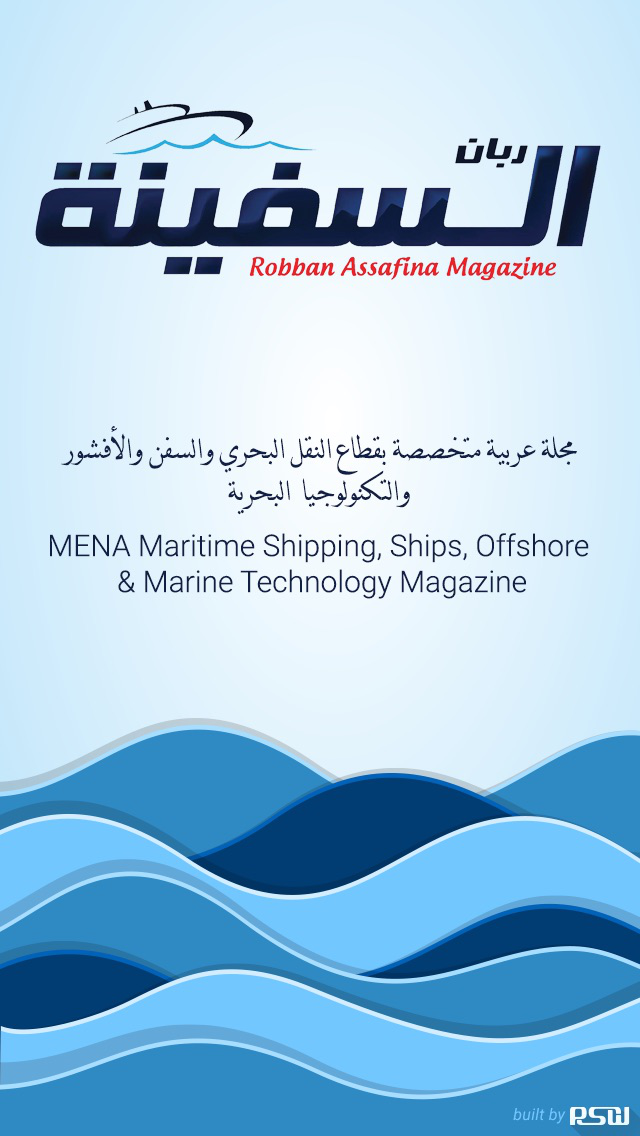 ربان
السفينة
Robban Assafina Magazine
مجلة عربية متخصصة بقطاع النقل البحري والسفن والأفشور
والتكنولوجيا البحرية
MENA Maritime Shipping, Ships, Offshore
& Marine Technology Magazine
built by PSW